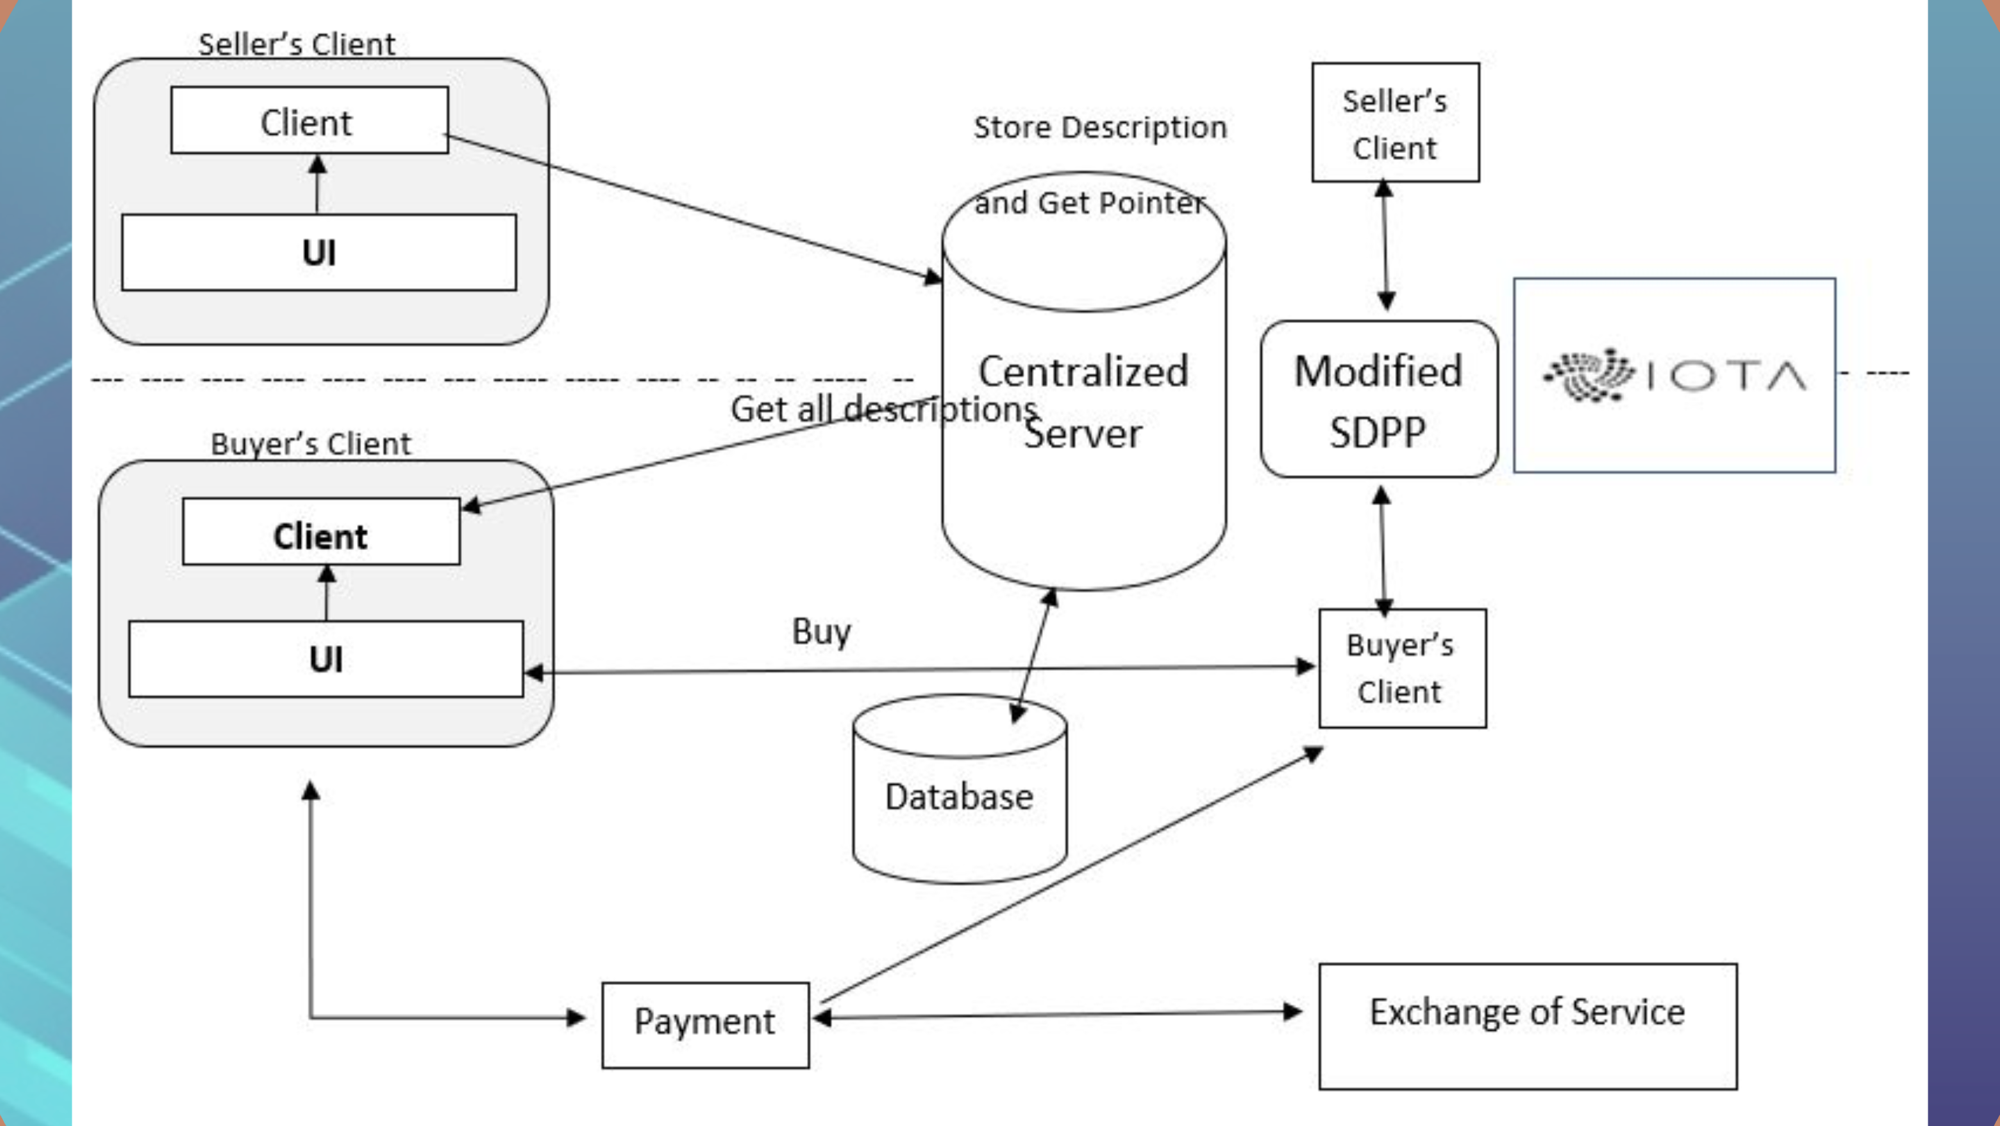 Seller’s Client
Client
UI
Store Description
and Get Pointer
Centralized
Server
Seller’s
Client
Modified
SDPP
IOTA
Get all descriptions
Buyer’s Client
Client
UI
Buy
Buyer’s
Client
Database
Payment
Exchange of Service